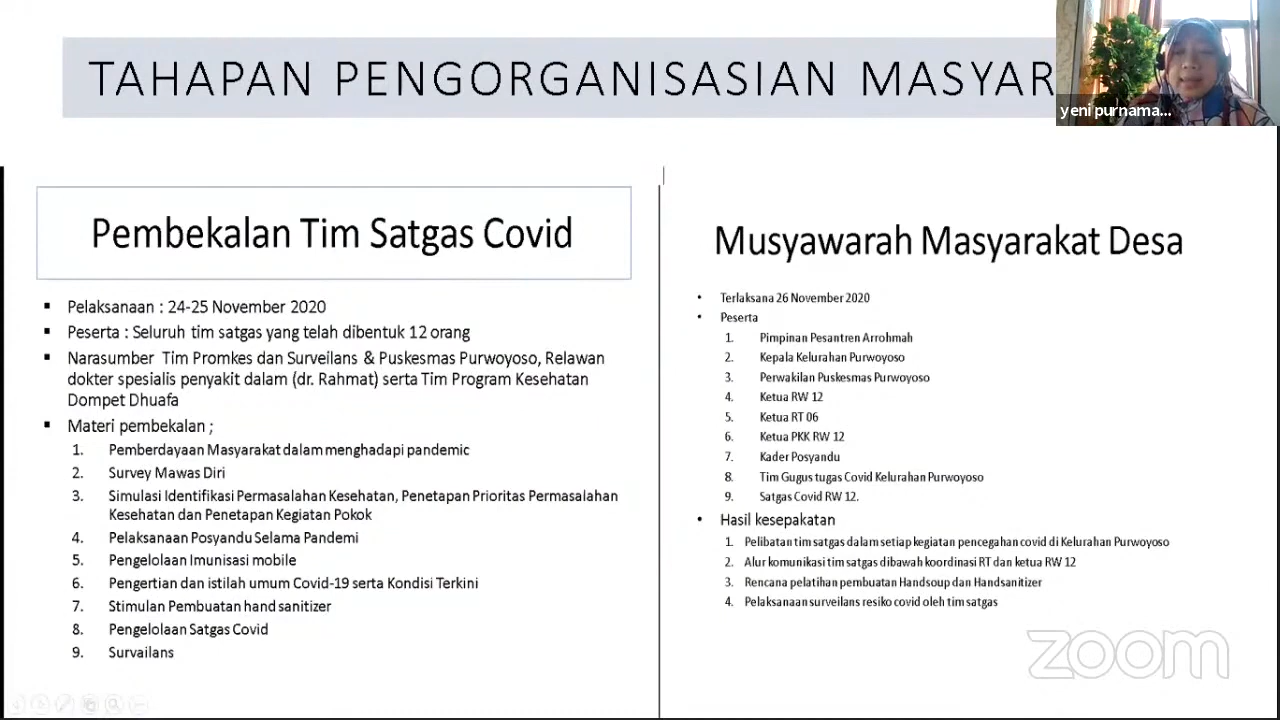 TAHAPAN PENGORGANISASIAN MASYAR
yeni purnama...
Pembekalan Tim Satgas Covid
▪ Pelaksanaan : 24-25 November 2020
▪ Peserta : Seluruh tim satgas yang telah dibentuk 12 orang
▪ Narasumber Tim Promkes dan Surveilans & Puskesmas Purwoyoso, Relawan
dokter spesialis penyakit dalam (dr. Rahmat) serta Tim Program Kesehatan
Dompet Dhuafa
▪ Materi pembekalan ;
1. Pemberdayaan Masyarakat dalam menghadapi pandemic
2. Survey Mawas Diri
3. Simulasi Identifikasi Permasalahan Kesehatan, Penetapan Prioritas Permasalahan
Kesehatan dan Penetapan Kegiatan Pokok
4. Pelaksanaan Posyandu Selama Pandemi
5. Pengelolaan Imunisasi mobile
6. Pengertian dan istilah umum Covid-19 serta Kondisi Terkini
7. Stimulan Pembuatan hand sanitizer
8. Pengelolaan Satgas Covid
9. Survailans
Musyawarah Masyarakat Desa
• Terlaksana 26 November 2020
• Peserta
1. Pimpinan Pesantren Arrohmah
2. Kepala Kelurahan Purwoyoso
3. Perwakilan Puskesmas Purwoyoso
4. Ketua RW 12
5. Ketua RT 06
6. Ketua PKK RW 12
7. Kader Posyandu
8. Tim Gugus tugas Covid Kelurahan Purwoyoso
9. Satgas Covid RW 12.
• Hasil kesepakatan
1. Pelibatan tim satgas dalam setiap kegiatan pencegahan covid di Kelurahan Purwoyoso
2. Alur komunikasi tim satgas dibawah koordinasi RT dan ketua RW 12
3. Rencana pelatihan pembuatan Handsoup dan Handsanitizer
4. Pelaksanaan surveilans resiko covid oleh tim satgas
zoom